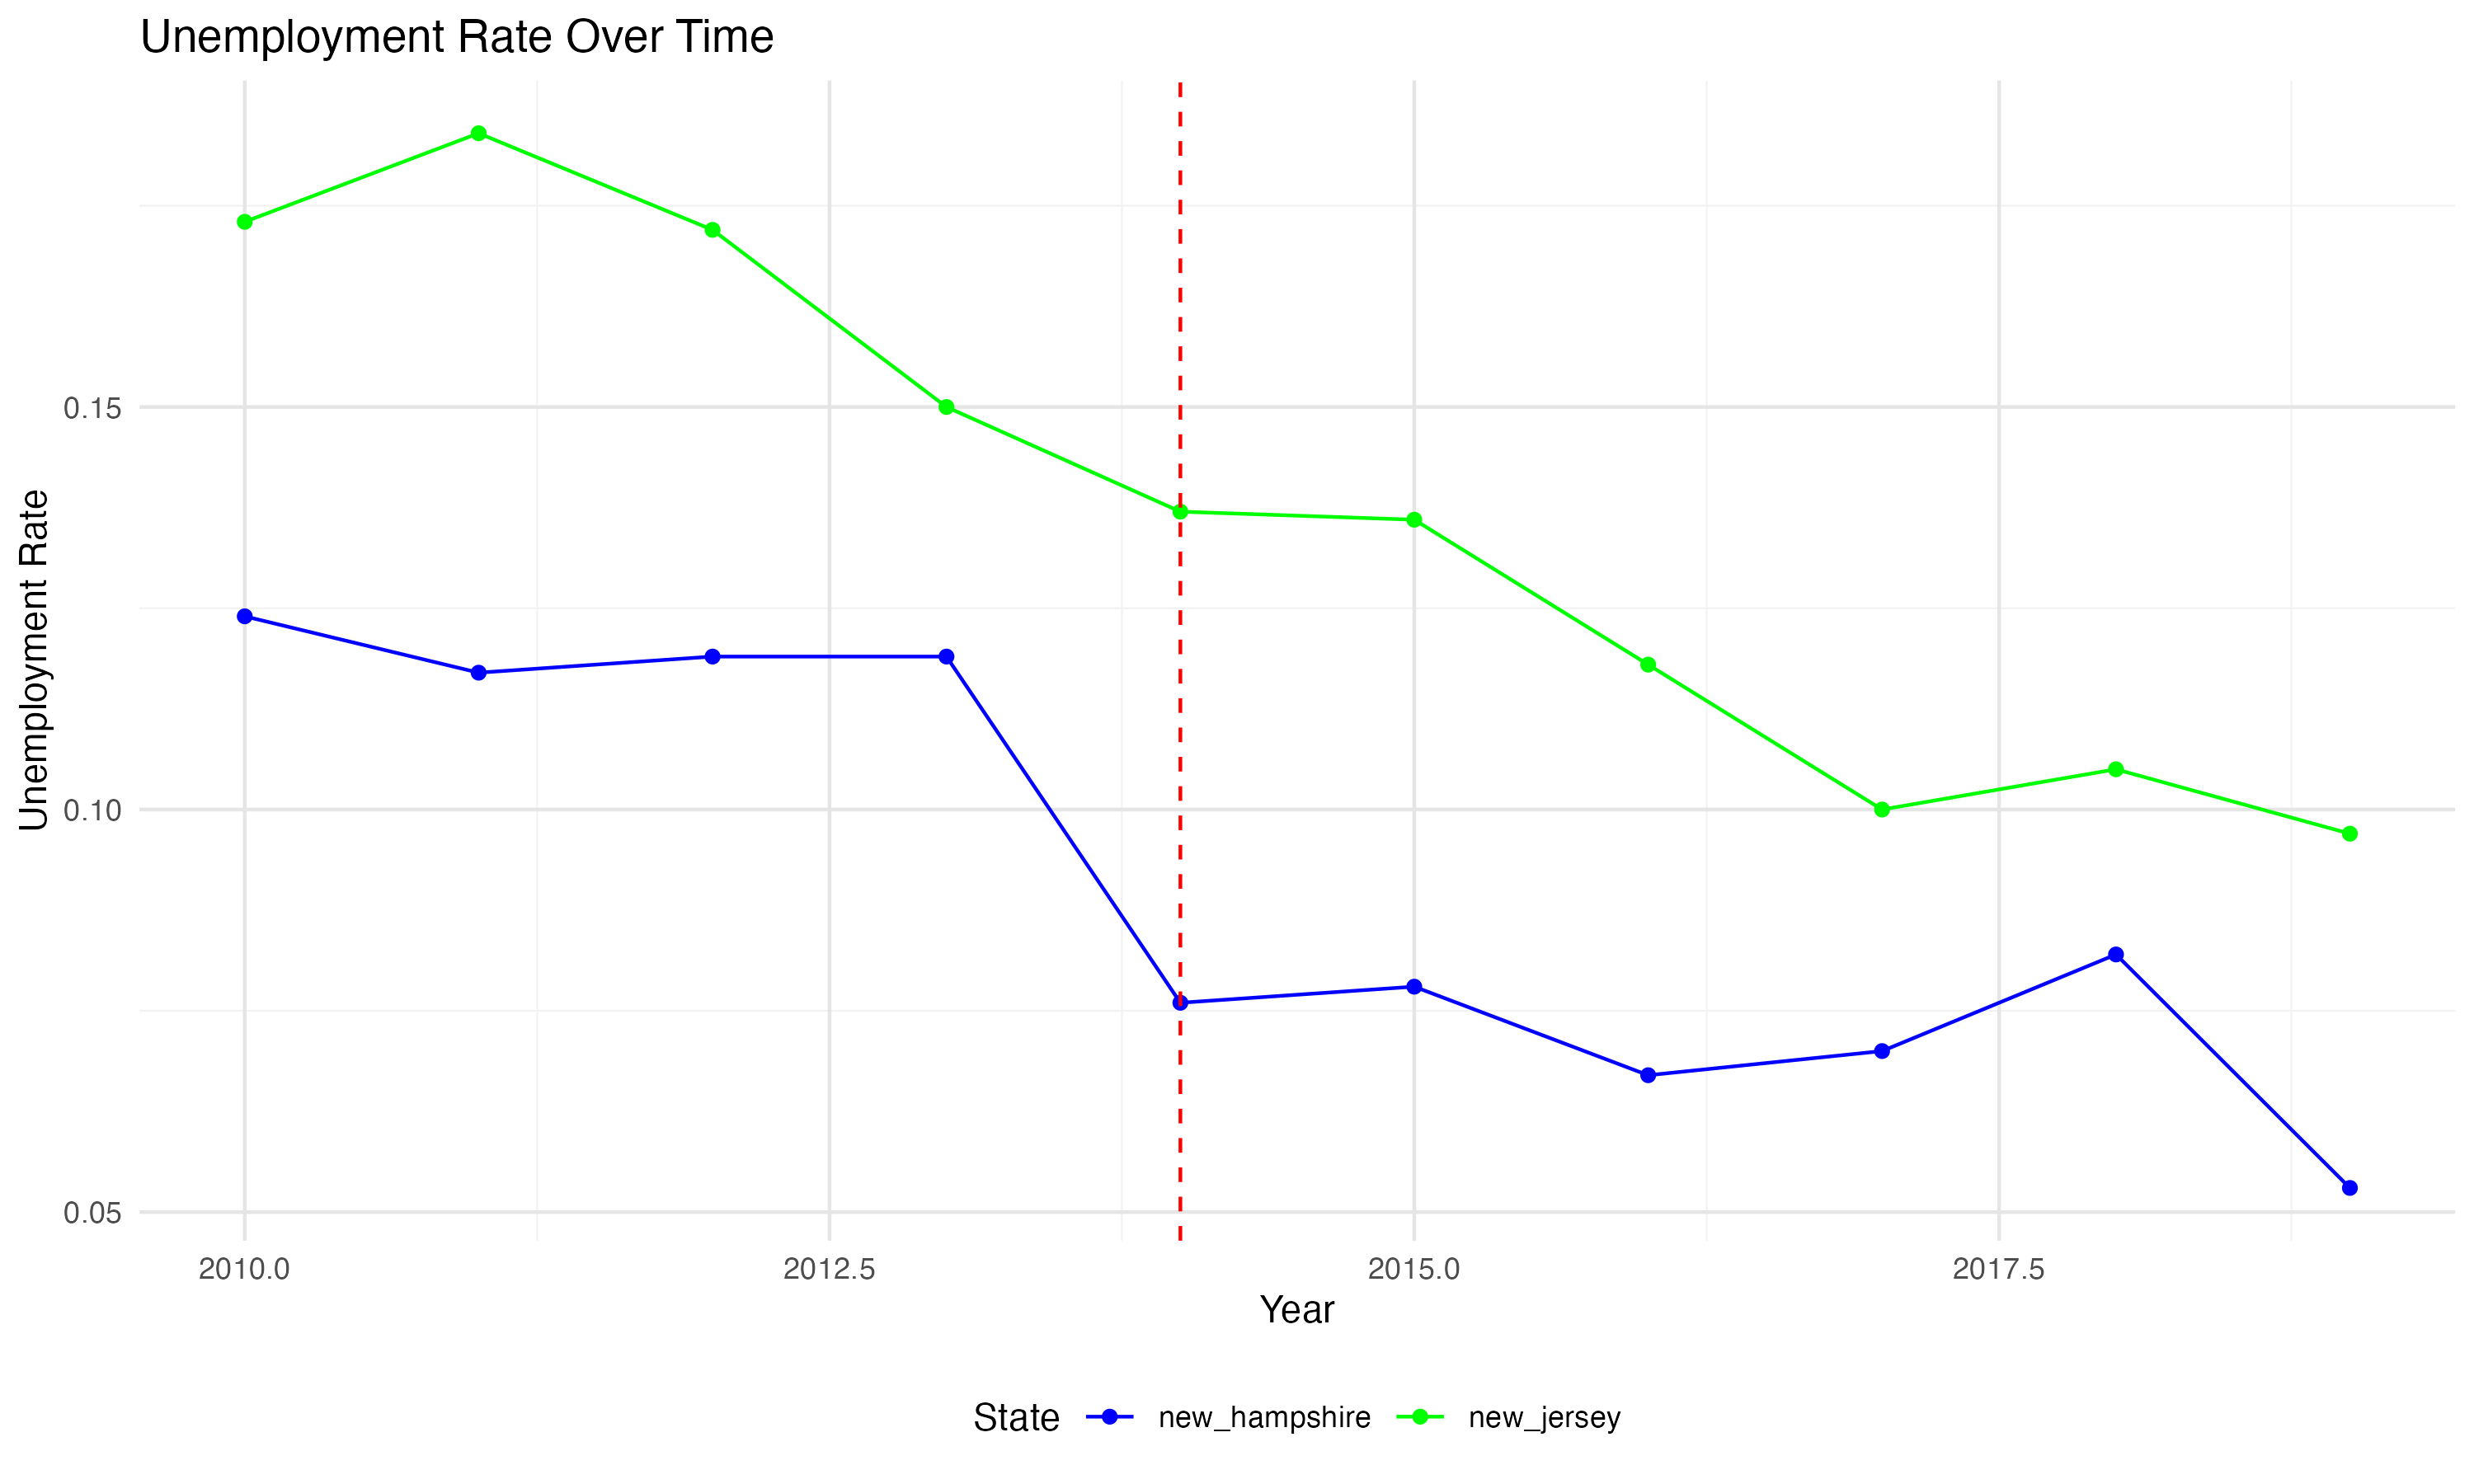 Unemployment Rate Over Time
Unemployment Rate
0.15
0.10
0.05
2010.0 2012.5 2015.0 2017.5
Year
State new_hampshire new_jersey